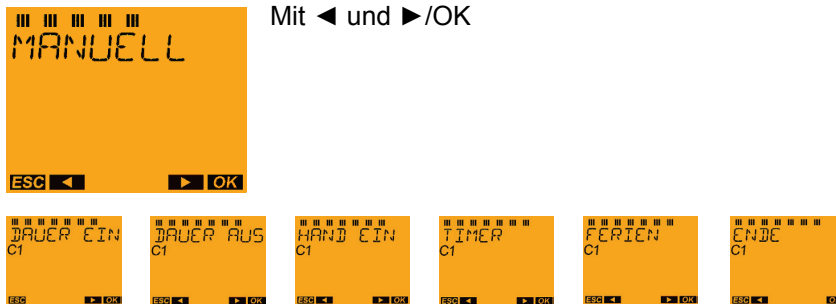 Mit ◄ und ►/OK
MANUELL
ESC ◄ ► OK
DAUER EIN
C1
ESC ► OK
DAUER AUS
C1
ESC ◄ ► OK
HAND EIN
C1
ESC ◄ ► OK
TIMER
C1
ESC ◄ ► OK
FERIEN
C1
ESC ◄ ► OK
ENDE
C1
ESC ◄